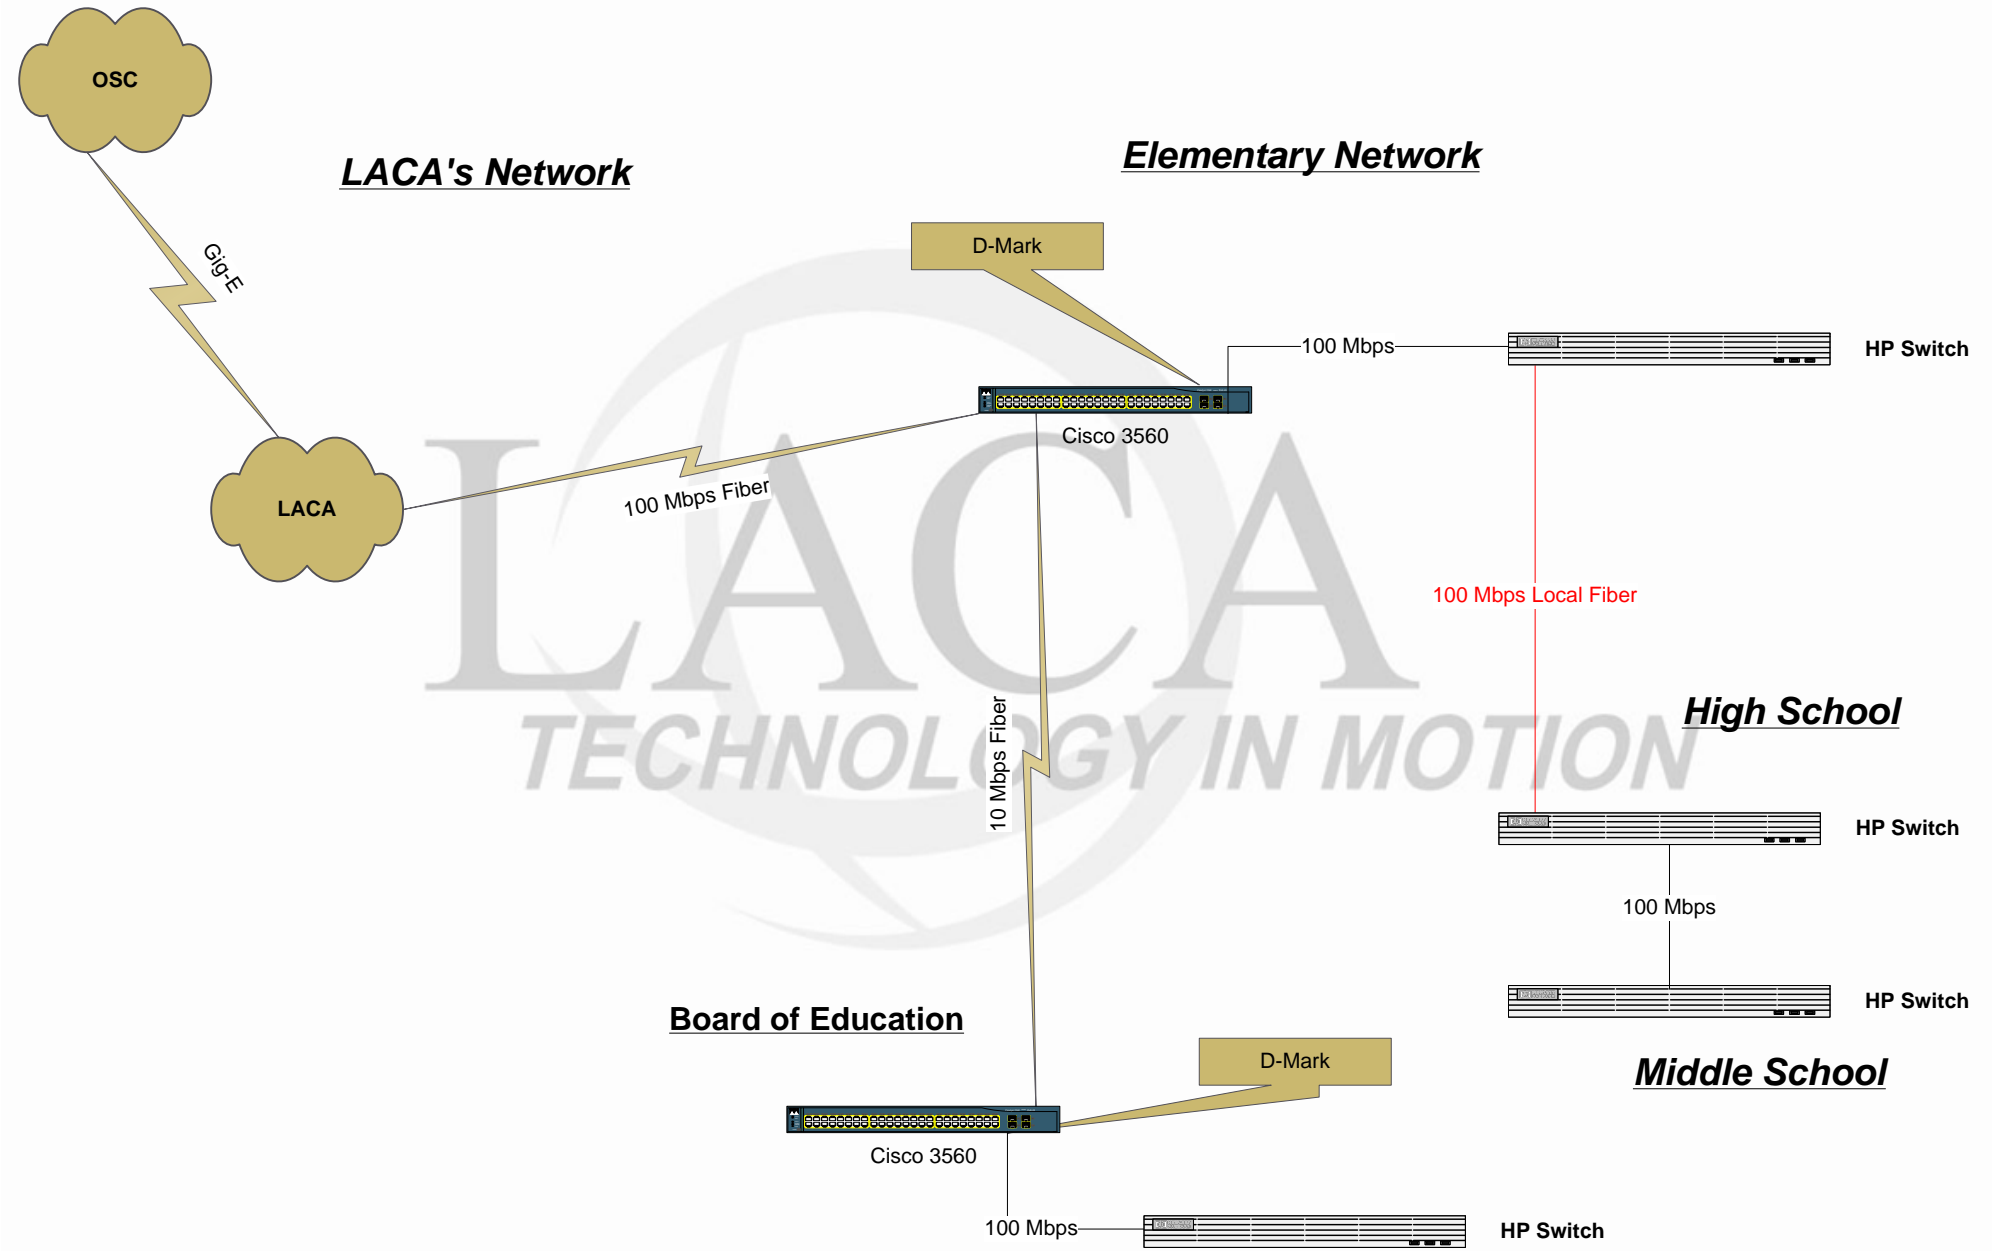 OSC
LACA's Network
Elementary Network
D-Mark
Gig-E
100 Mbps
HP Switch
Cisco 3560
100 Mbps Fiber
LACA
100 Mbps Local Fiber
LACA
TECHNOLOGY IN MOTION
10 Mbps Fiber
High School
HP Switch
100 Mbps
HP Switch
Board of Education
D-Mark
Middle School
Cisco 3560
100 Mbps
HP Switch